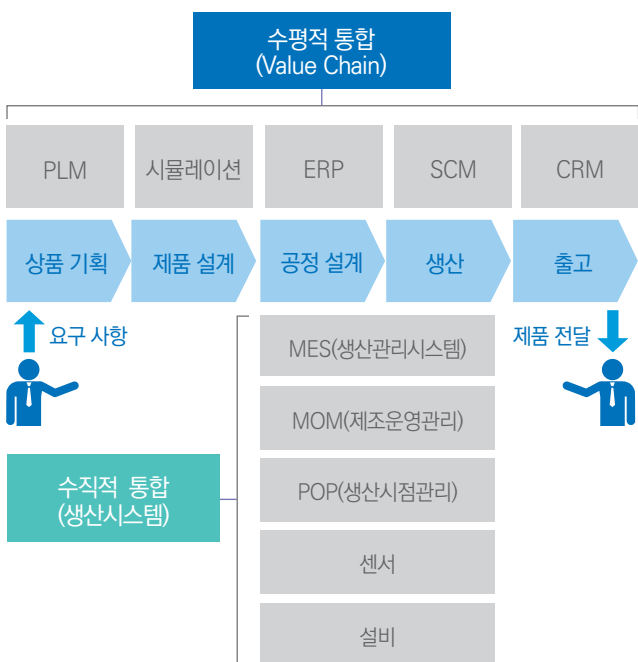 수평적 통합
(Value Chain)
PLM
시뮬레이션
ERP
SCM
CRM
상품 기획
제품 설계
공정 설계
생산
출고
요구 사항
제품 전달
MES(생산관리시스템)
MOM(제조운영관리)
수직적 통합
(생산시스템)
POP(생산시점관리)
센서
설비